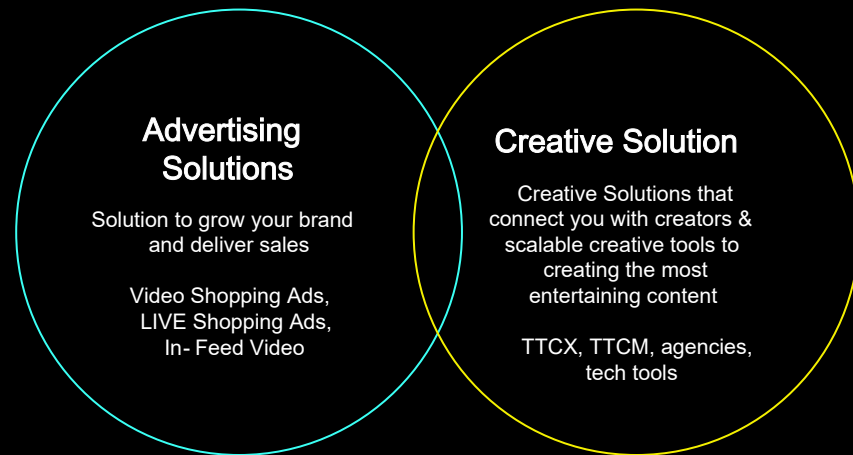 Advertising
Solutions
Solution to grow your brand
and deliver sales
Video Shopping Ads,
LIVE Shopping Ads,
In- Feed Video
Creative Solution
Creative Solutions that
connect you with creators &
scalable creative tools to
creating the most
entertaining content
TTCX, TTCM, agencies,
tech tools